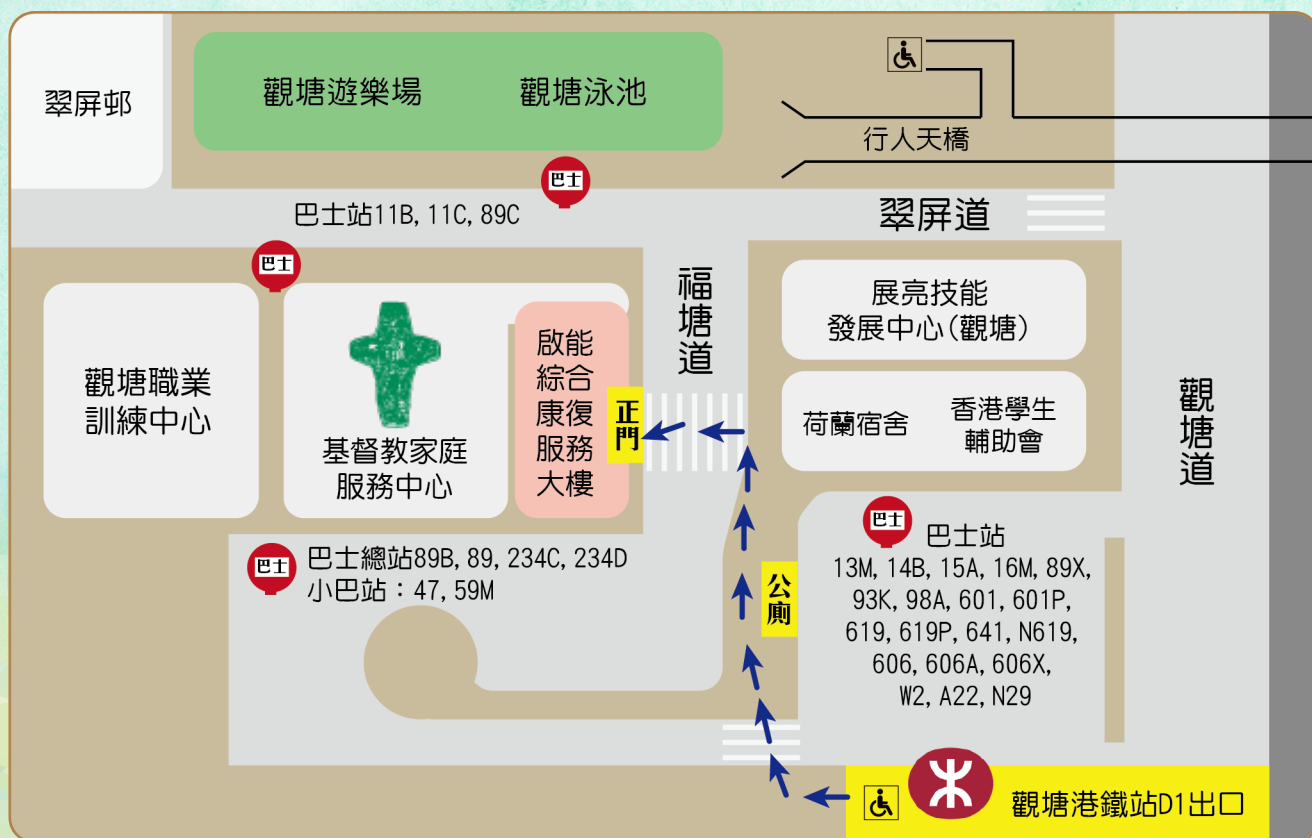 翠屏邨
觀塘遊樂場
觀塘泳池
行人天橋
巴士
巴士站11B, 11C, 89C
翠屏道
巴士
福塘道
展亮技能
發展中心(觀塘)
觀塘職業
訓練中心
基督教家庭
服務中心
啟能
綜合
康復
服務
大樓
正門
荷蘭宿舍
香港學生
輔助會
觀塘道
巴士
巴士總站89B, 89, 234C, 234D
小巴站：47, 59M
公廁
巴士
巴士站
13M, 14B, 15A, 16M, 89X,
93K, 98A, 601, 601P,
619, 619P, 641, N619,
606, 606A, 606X,
W2, A22, N29
觀塘港鐵站D1出口